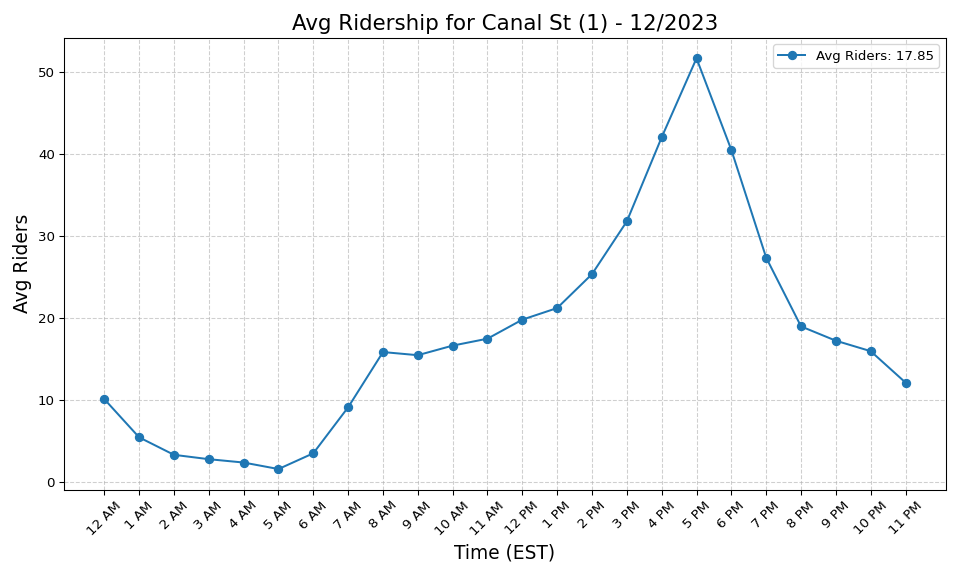 Avg Ridership for Canal St (1) - 12/2023
Avg Riders: 17.85
Avg Riders
50
40
30
20
10
0
12 AM 1 AM 2 AM 3 AM 4 AM 5 AM 6 AM 7 AM 8 AM 9 AM 10 AM 11 AM 12 PM 1 PM 2 PM 3 PM 4 PM 5 PM 6 PM 7 PM 8 PM 9 PM 10 PM 11 PM
Time (EST)